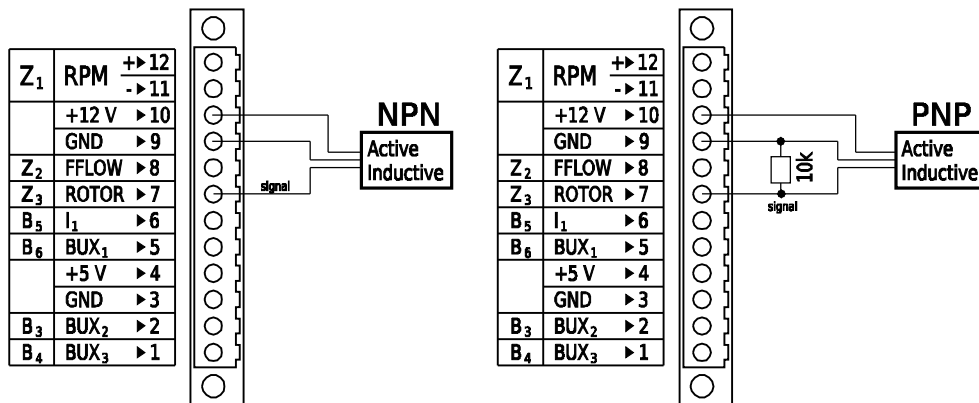 Z₁ RPM +▶12
-▶11
+12 V ▶10
GND ▶9
Z₂ FFLOW ▶8
Z₃ ROTOR ▶7
B₅ I₁ ▶6
B₆ BUX₁ ▶5
+5 V ▶4
GND ▶3
B₃ BUX₂ ▶2
B₄ BUX₃ ▶1
signal
NPN
Active
Inductive
Z₁ RPM +▶12
-▶11
+12 V ▶10
GND ▶9
Z₂ FFLOW ▶8
Z₃ ROTOR ▶7
B₅ I₁ ▶6
B₆ BUX₁ ▶5
+5 V ▶4
GND ▶3
B₃ BUX₂ ▶2
B₄ BUX₃ ▶1
10k
signal
PNP
Active
Inductive